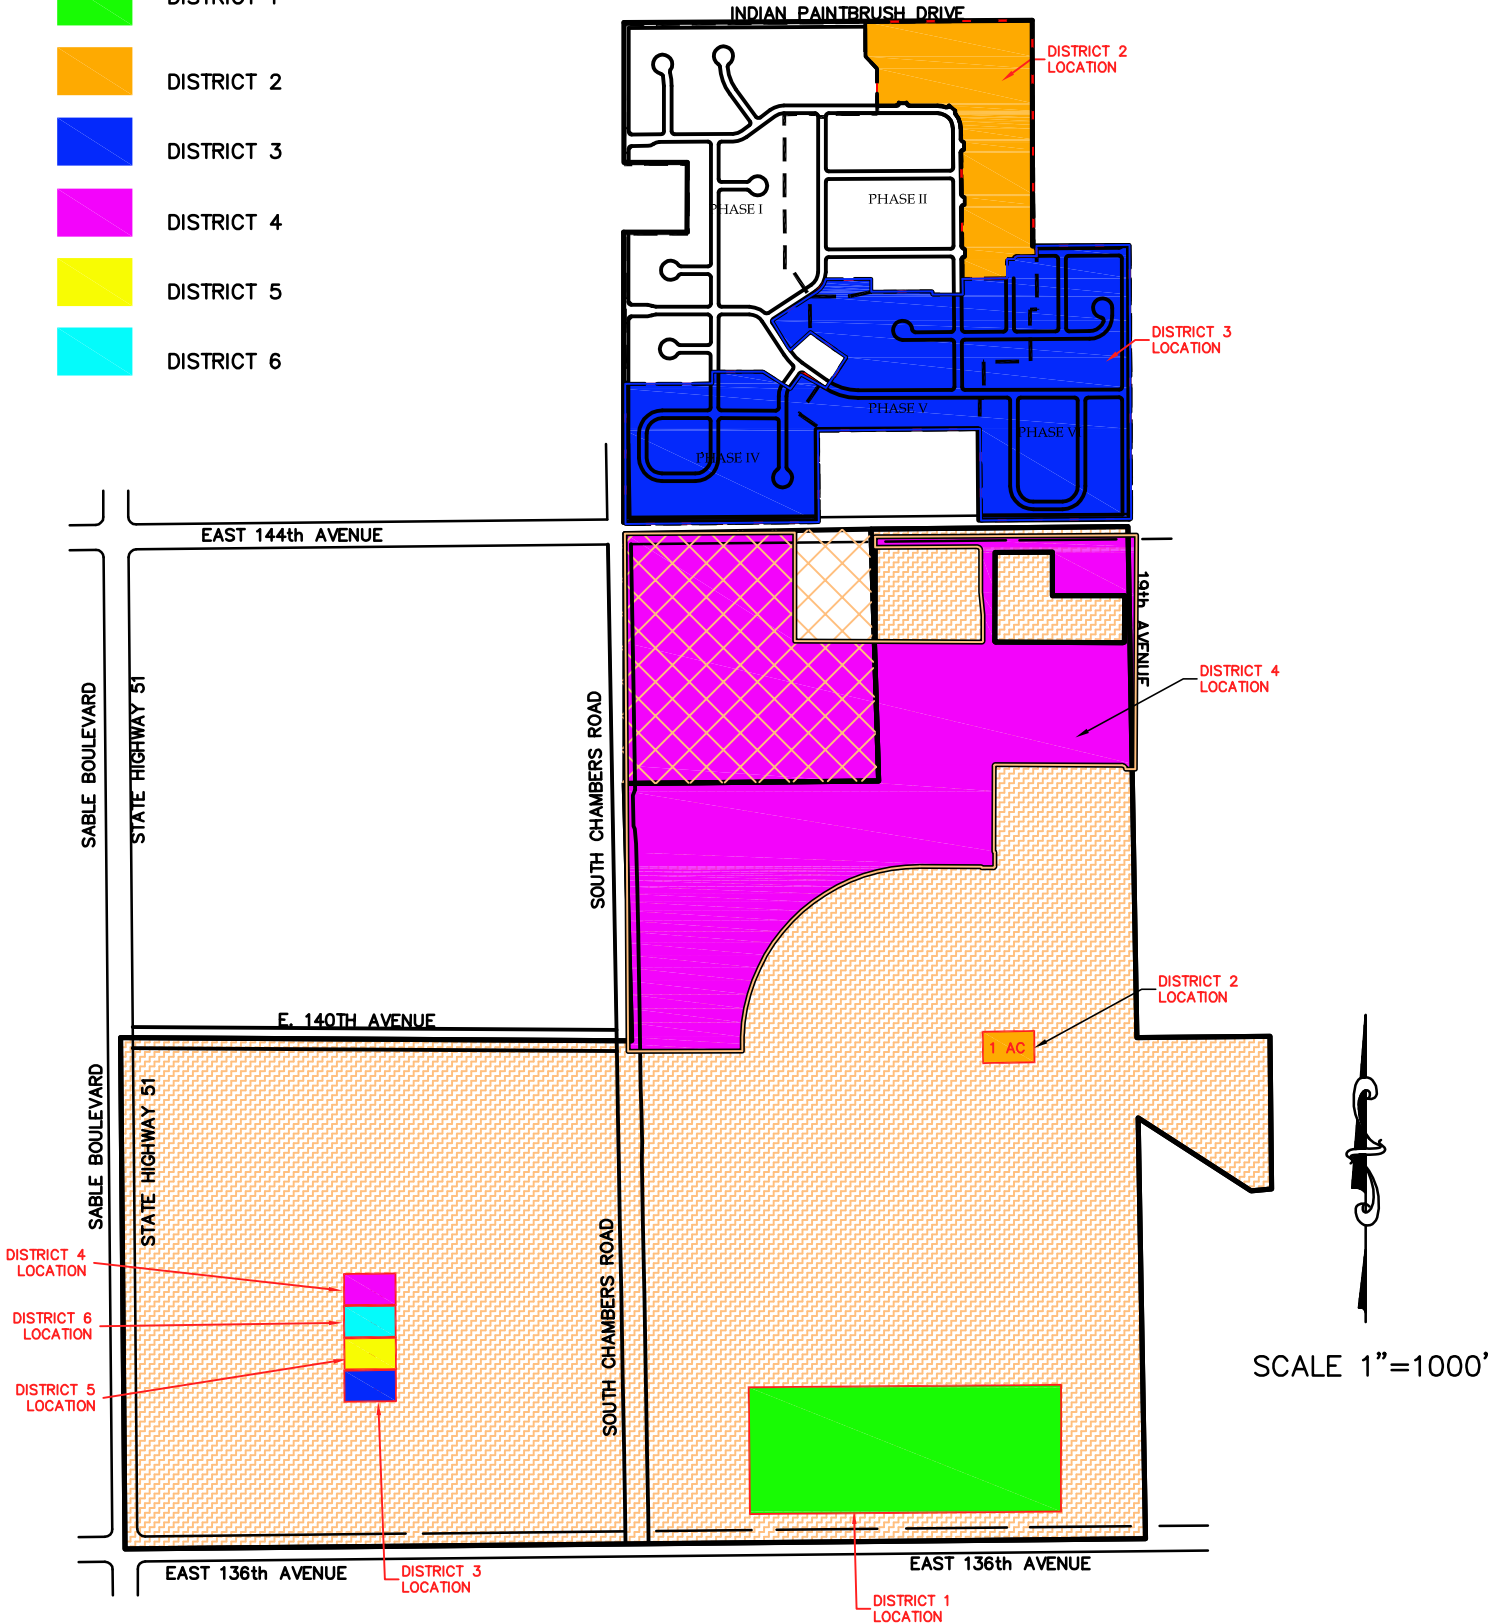 DISTRICT 1
DISTRICT 2
DISTRICT 3
DISTRICT 4
DISTRICT 5
DISTRICT 6
INDIAN PAINTBRUSH DRIVE
DISTRICT 2
LOCATION
PHASE I
PHASE II
DISTRICT 3
LOCATION
PHASE V
PHASE VI
PHASE IV
EAST 144th AVENUE
19th AVENUE
DISTRICT 4
LOCATION
SABLE BOULEVARD
STATE HIGHWAY 51
SOUTH CHAMBERS ROAD
DISTRICT 2
LOCATION
E. 140TH AVENUE
1 AC
SABLE BOULEVARD
STATE HIGHWAY 51
SOUTH CHAMBERS ROAD
DISTRICT 4
LOCATION
DISTRICT 6
LOCATION
DISTRICT 5
LOCATION
SCALE 1"=1000'
EAST 136th AVENUE
DISTRICT 3
LOCATION
EAST 136th AVENUE
DISTRICT 1
LOCATION